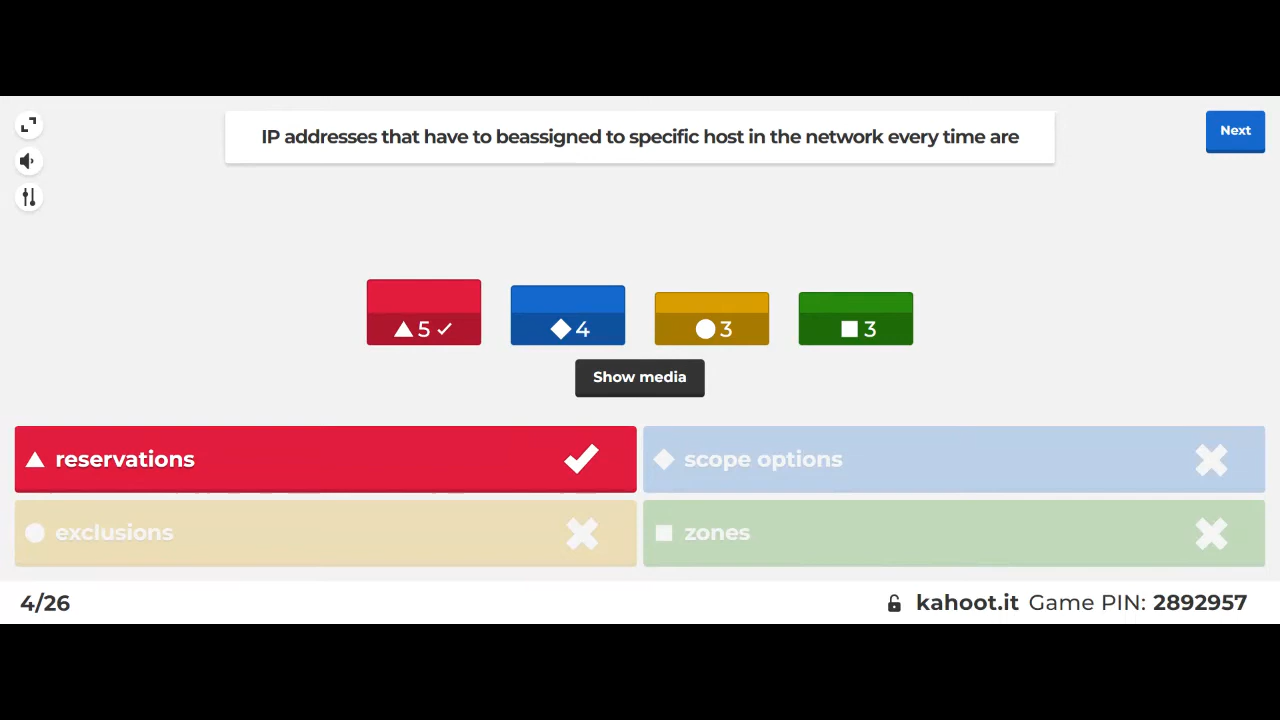 IP addresses that have to beassigned to specific host in the network every time are
Next
5
4
3
3
Show media
reservations
scope options
exclusions
zones
4/26
kahoot.it Game PIN: 2892957